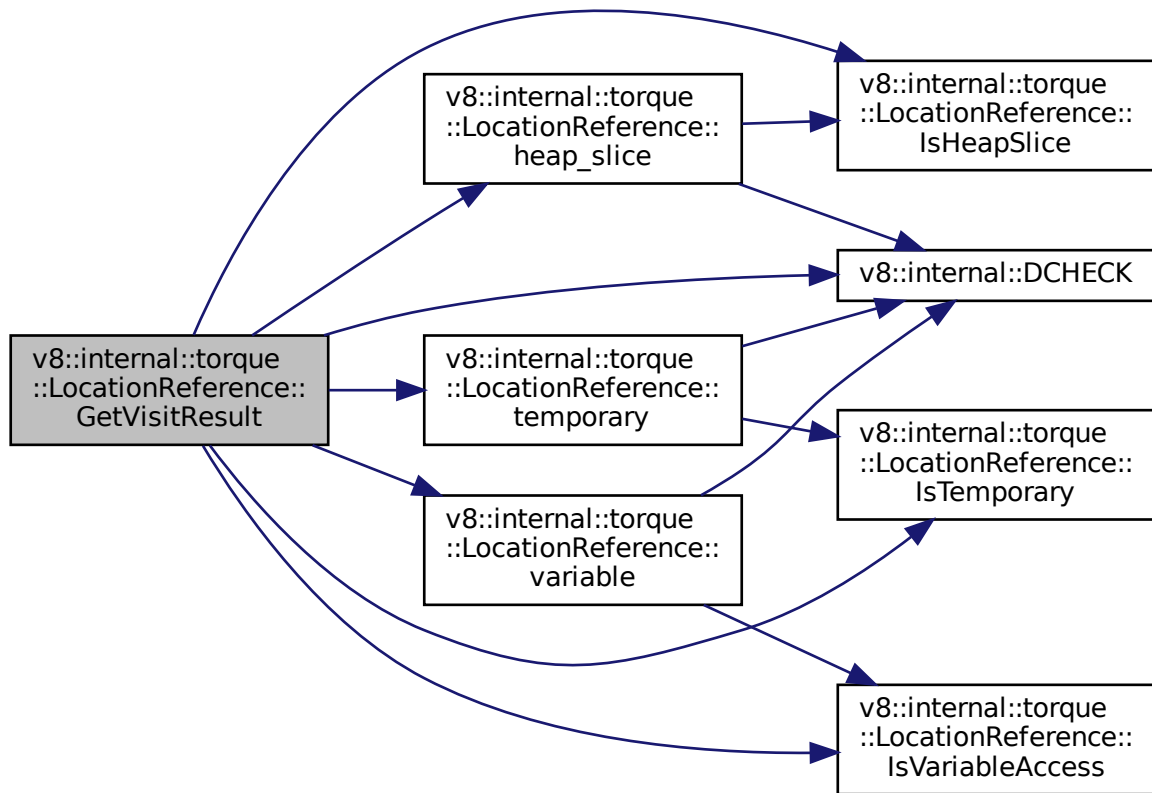 v8::internal::torque
::LocationReference::
GetVisitResult
v8::internal::torque
::LocationReference::
heap_slice
v8::internal::torque
::LocationReference::
temporary
v8::internal::torque
::LocationReference::
variable
v8::internal::torque
::LocationReference::
IsHeapSlice
v8::internal::DCHECK
v8::internal::torque
::LocationReference::
IsTemporary
v8::internal::torque
::LocationReference::
IsVariableAccess